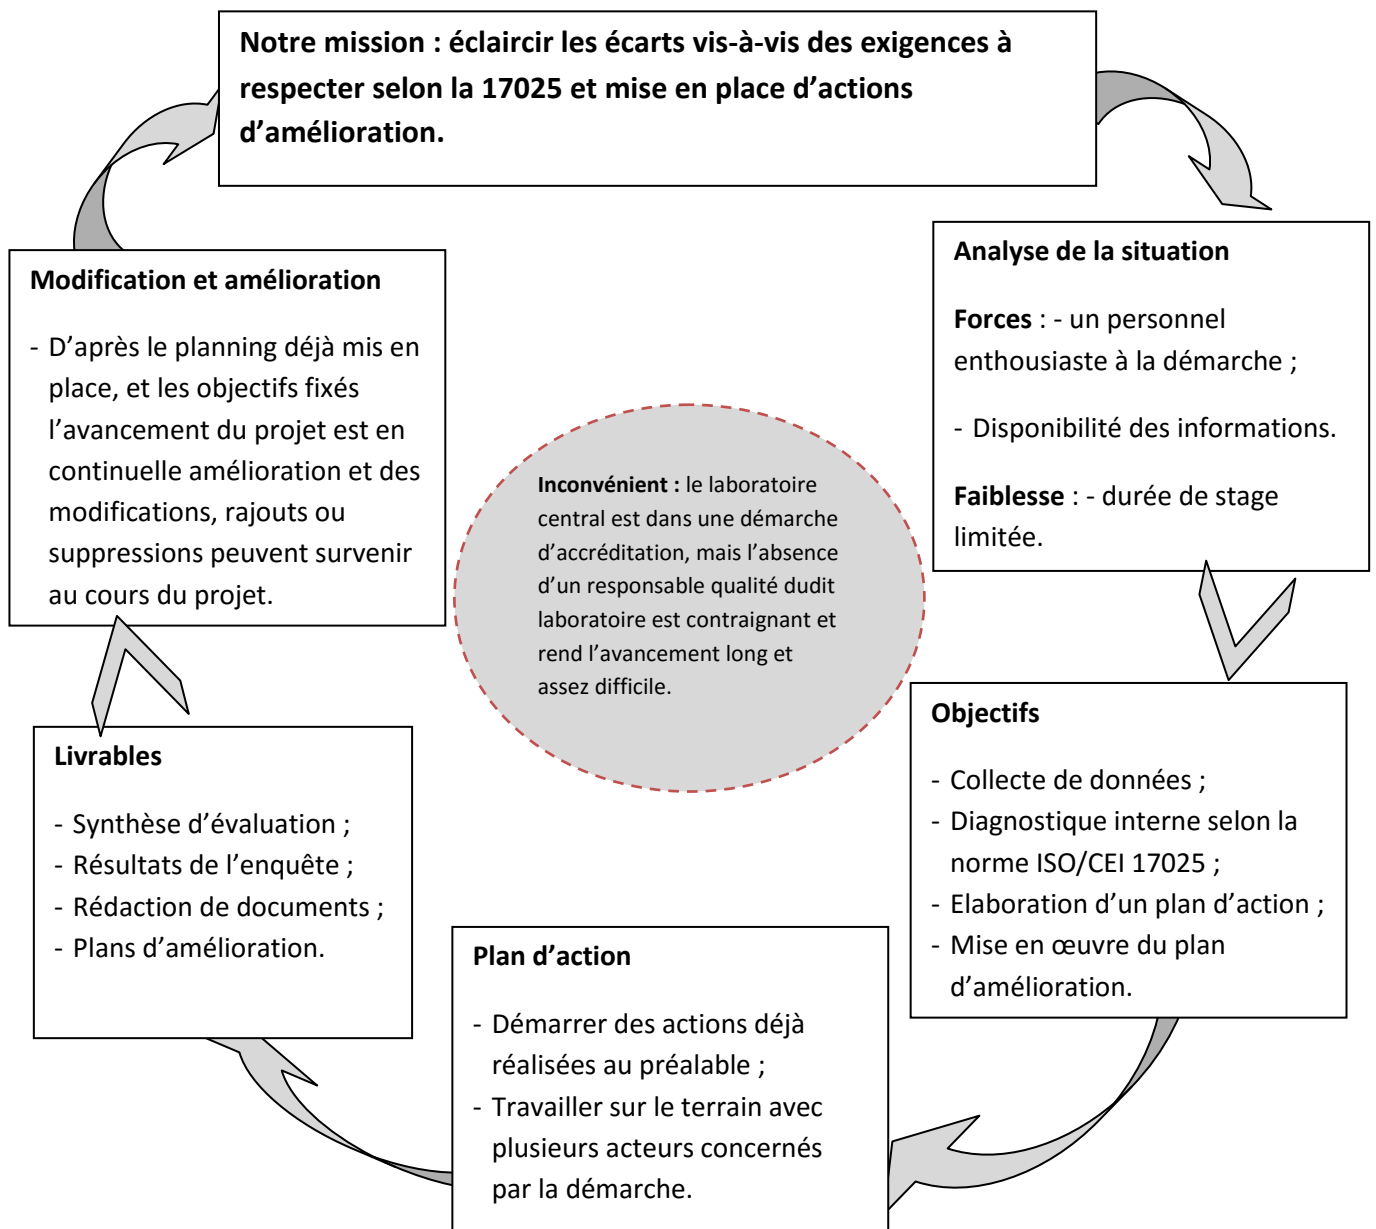 Notre mission : éclaircir les écarts vis-à-vis des exigences à
respecter selon la 17025 et mise en place d’actions
d’amélioration.
Analyse de la situation
Forces : - un personnel
enthousiaste à la démarche ;
- Disponibilité des informations.
Faiblesse : - durée de stage
limitée.
Objectifs
- Collecte de données ;
- Diagnostique interne selon la
norme ISO/CEI 17025 ;
- Elaboration d’un plan d’action ;
- Mise en œuvre du plan
d’amélioration.
Plan d’action
- Démarrer des actions déjà
réalisées au préalable ;
- Travailler sur le terrain avec
plusieurs acteurs concernés
par la démarche.
Livrables
- Synthèse d’évaluation ;
- Résultats de l’enquête ;
- Rédaction de documents ;
- Plans d’amélioration.
Modification et amélioration
- D’après le planning déjà mis en
place, et les objectifs fixés
l’avancement du projet est en
continuelle amélioration et des
modifications, rajouts ou
suppressions peuvent survenir
au cours du projet.
Inconvénient : le laboratoire
central est dans une démarche
d’accréditation, mais l’absence
d’un responsable qualité dudit
laboratoire est contraignant et
rend l’avancement long et
assez difficile.